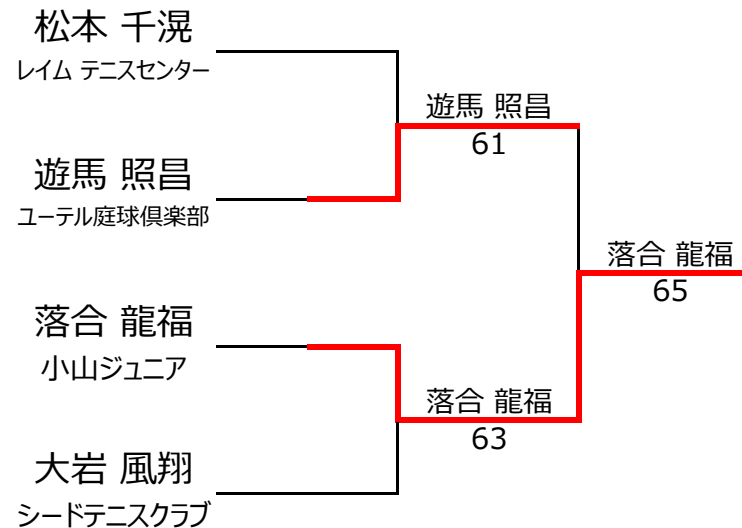 松本 千滉
レイム テニスセンター
遊馬 照昌
61
遊馬 照昌
ユーテル庭球倶楽部
落合 龍福
65
落合 龍福
小山ジュニア
落合 龍福
63
大岩 風翔
シードテニスクラブ